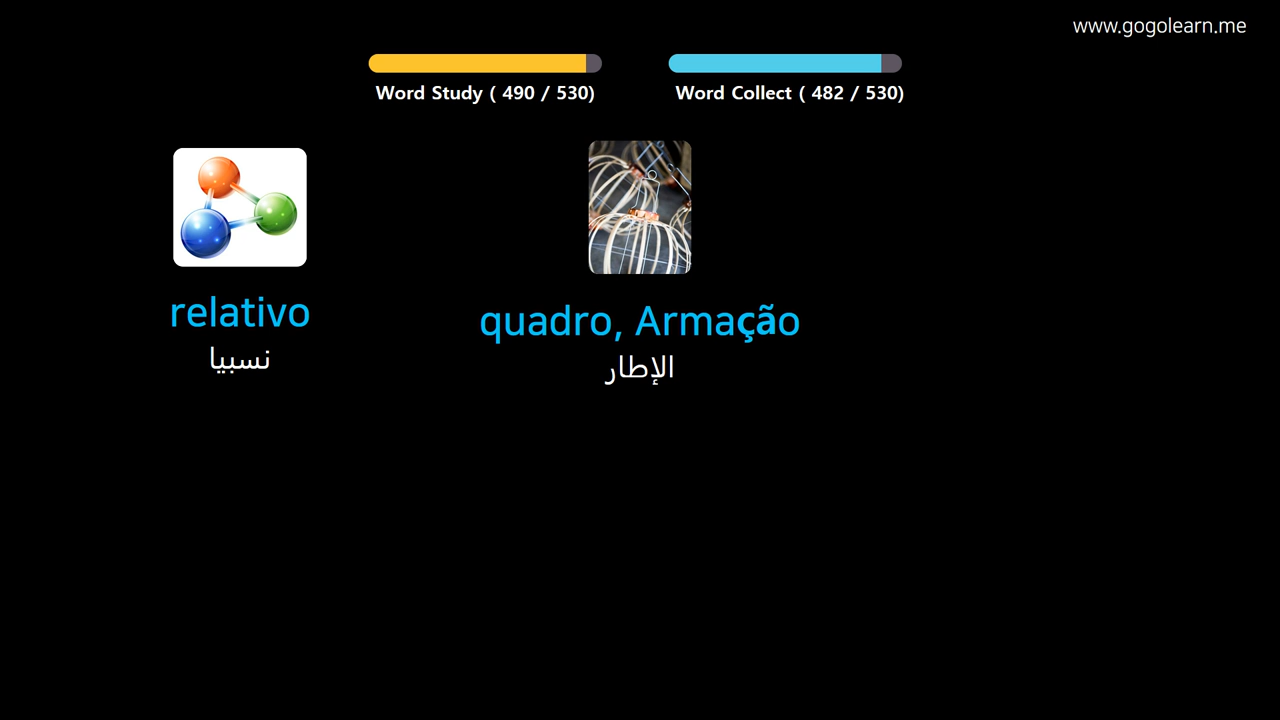 www.gogolearn.me
Word Study ( 490 / 530)
Word Collect ( 482 / 530)
relativo
نسبيا
quadro, Armação
الإطار